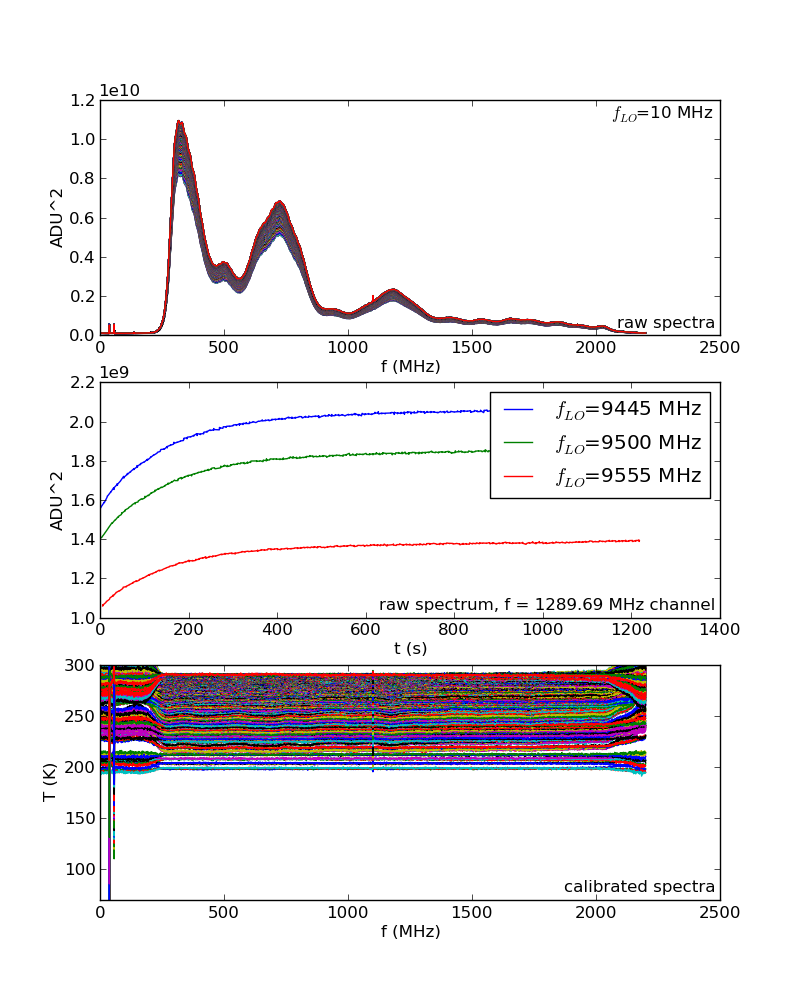 1e10
1.2
1.0
0.8
0.6
0.4
0.2
0.0
ADU^2
f_LO=10 MHz
raw spectra
0 500 1000 1500 2000 2500
f (MHz)
1e9
2.2
2.0
1.8
1.6
1.4
1.2
1.0
ADU^2
f_LO=9445 MHz
f_LO=9500 MHz
f_LO=9555 MHz
raw spectrum, f = 1289.69 MHz channel
0 200 400 600 800 1000 1200 1400
t (s)
300
250
200
150
100
T (K)
calibrated spectra
0 500 1000 1500 2000 2500
f (MHz)